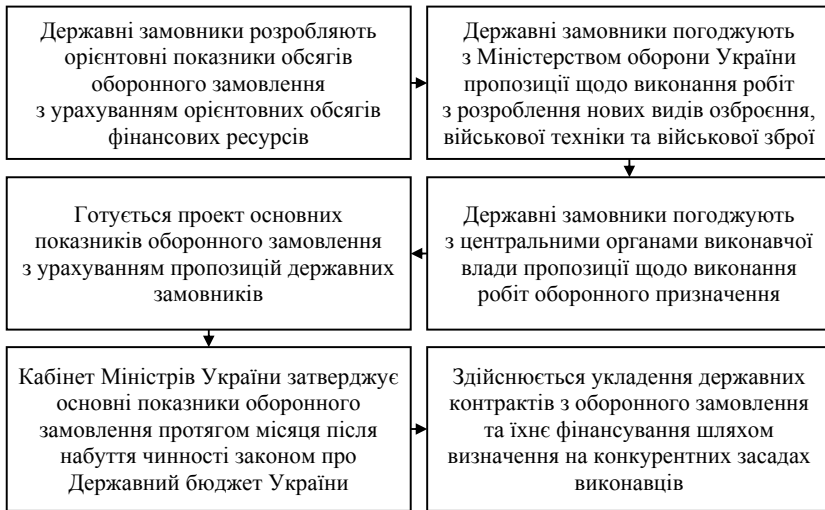 Державні замовники розробляють
орієнтовні показники обсягів
оборонного замовлення
з урахуванням орієнтовних обсягів
фінансових ресурсів
Державні замовники погоджують
з Міністерством оборони України
пропозиції щодо виконання робіт
з розроблення нових видів озброєння,
військової техніки та військової зброї
Державні замовники погоджують
з центральними органами виконавчої
влади пропозиції щодо виконання
робіт оборонного призначення
Готується проект основних
показників оборонного замовлення
з урахуванням пропозицій державних
замовників
Кабінет Міністрів України затверджує
основні показники оборонного
замовлення протягом місяця після
набуття чинності законом про
Державний бюджет України
Здійснюється укладення державних
контрактів з оборонного замовлення
та їхнє фінансування шляхом
визначення на конкурентних засадах
виконавців